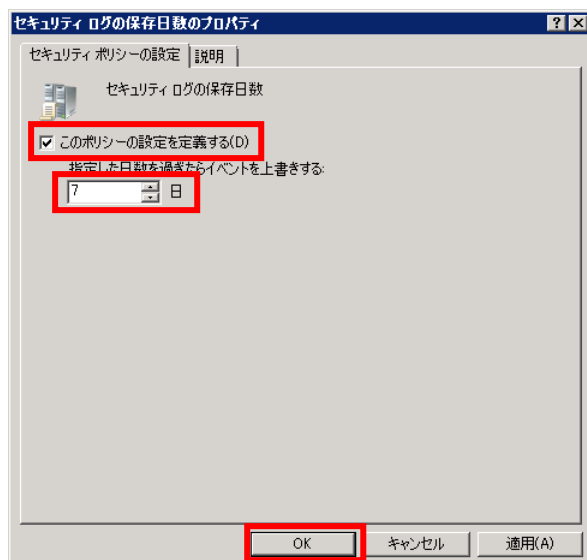 セキュリティ ログの保存日数のプロパティ
セキュリティ ポリシーの設定 説明
セキュリティ ログの保存日数
このポリシーの設定を定義する(D)
指定した日数を過ぎたらイベントを上書きする:
7 日
OK キャンセル 適用(A)